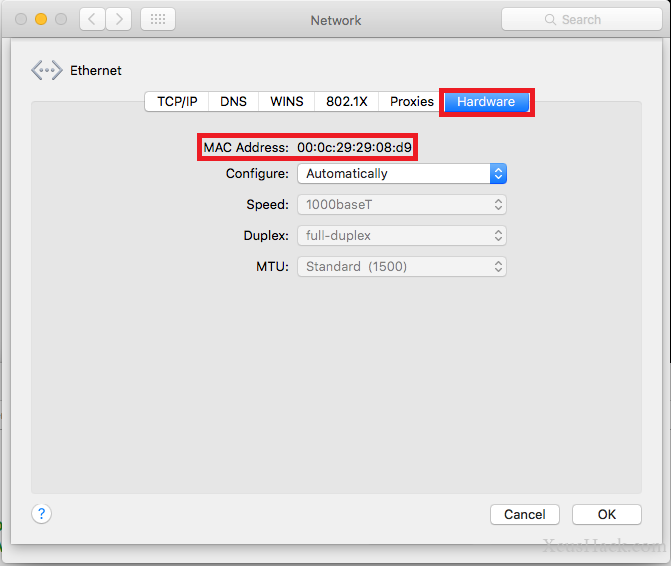 Network
Search
Ethernet
TCP/IP DNS WINS 802.1X Proxies Hardware
MAC Address: 00:0c:29:29:08:d9
Configure: Automatically
Speed: 1000baseT
Duplex: full-duplex
MTU: Standard (1500)
? Cancel OK
XeusHack.com